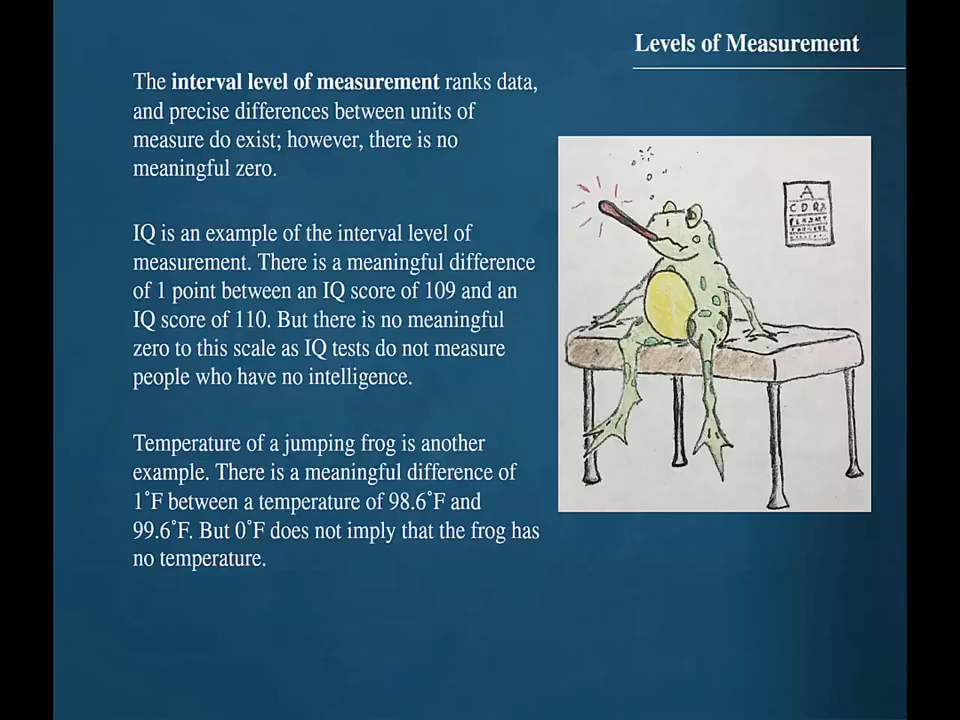 Levels of Measurement
The interval level of measurement ranks data,
and precise differences between units of
measure do exist; however, there is no
meaningful zero.
IQ is an example of the interval level of
measurement. There is a meaningful difference
of 1 point between an IQ score of 109 and an
IQ score of 110. But there is no meaningful
zero to this scale as IQ tests do not measure
people who have no intelligence.
Temperature of a jumping frog is another
example. There is a meaningful difference of
1˚F between a temperature of 98.6˚F and
99.6˚F. But 0˚F does not imply that the frog has
no temperature.
A